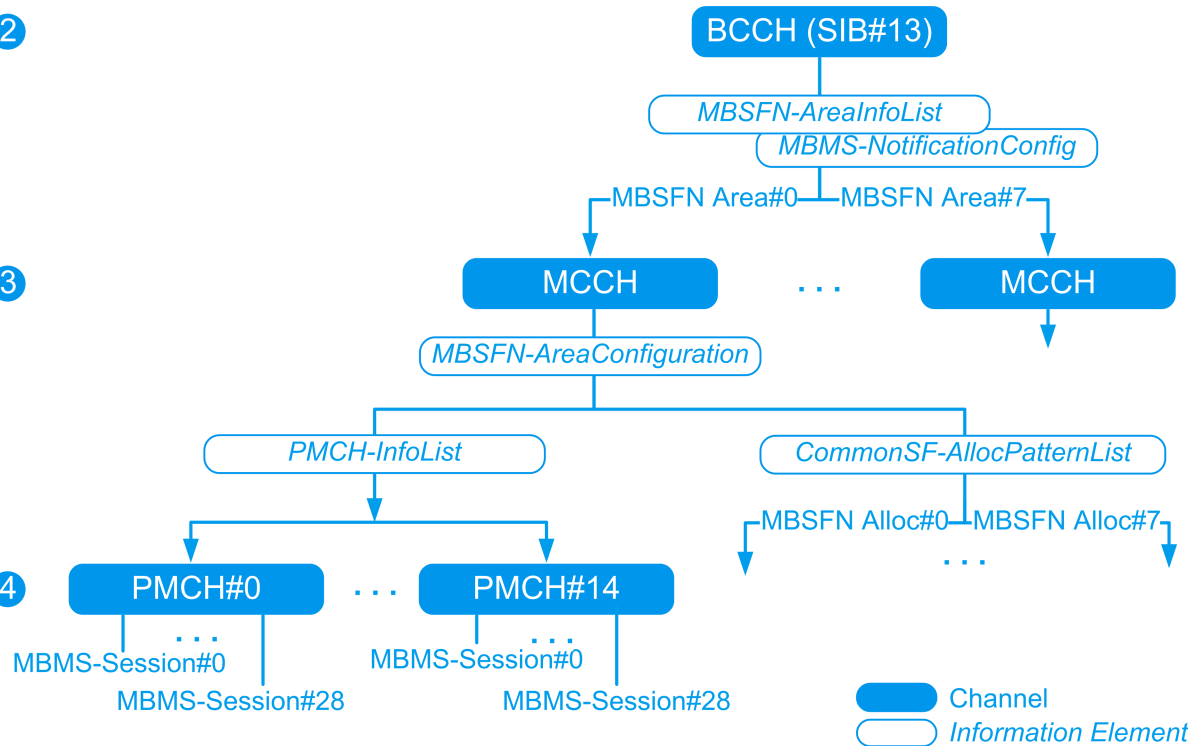 2
BCCH (SIB#13)
MBSFN-AreaInfoList
MBMS-NotificationConfig
MBSFN Area#0
MBSFN Area#7
3
MCCH
. . .
MCCH
MBSFN-AreaConfiguration
PMCH-InfoList
CommonSF-AllocPatternList
MBSFN Alloc#0
MBSFN Alloc#7
. . .
4
PMCH#0
. . .
PMCH#14
. . .
. . .
MBMS-Session#0
MBMS-Session#0
MBMS-Session#28
MBMS-Session#28
Channel
Information Element